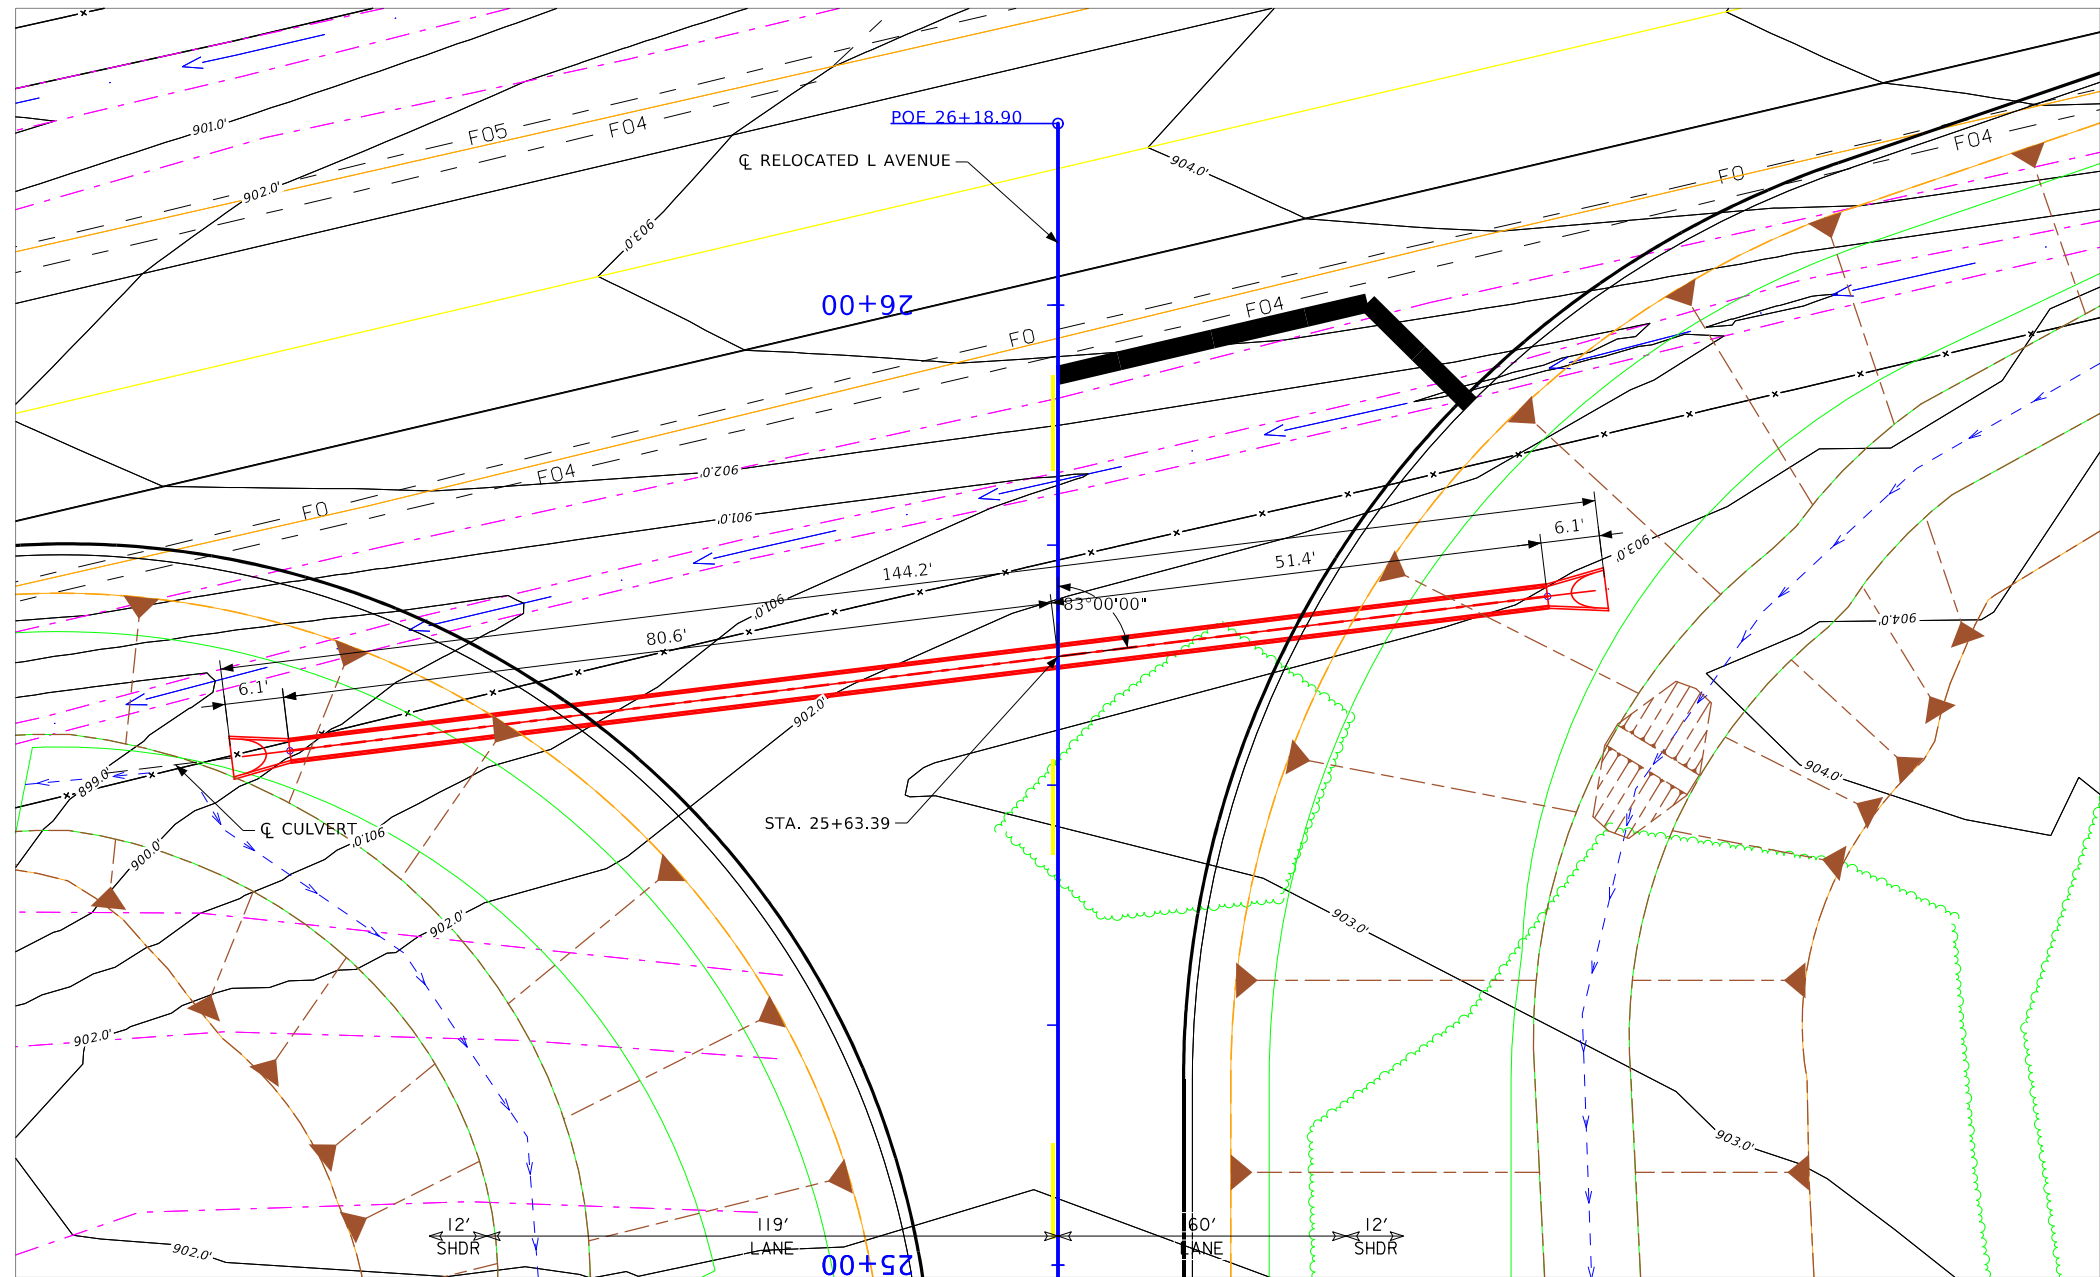 901.0'
F05
F04
POE 26+18.90
℄ RELOCATED L AVENUE
904.0'
F0
F04
902.0'
903.0'
26+00
F04
F0
F0
F04
902.0'
901.0'
144.2'
51.4'
6.1'
903.0'
901.0'
83°00'00"
80.6'
6.1'
904.0'
902.0'
899.0'
904.0'
STA. 25+63.39
℄ CULVERT
901.0'
900.0'
902.0'
903.0'
902.0'
903.0'
902.0'
12' SHDR
119' LANE
60' LANE
12' SHDR
25+00